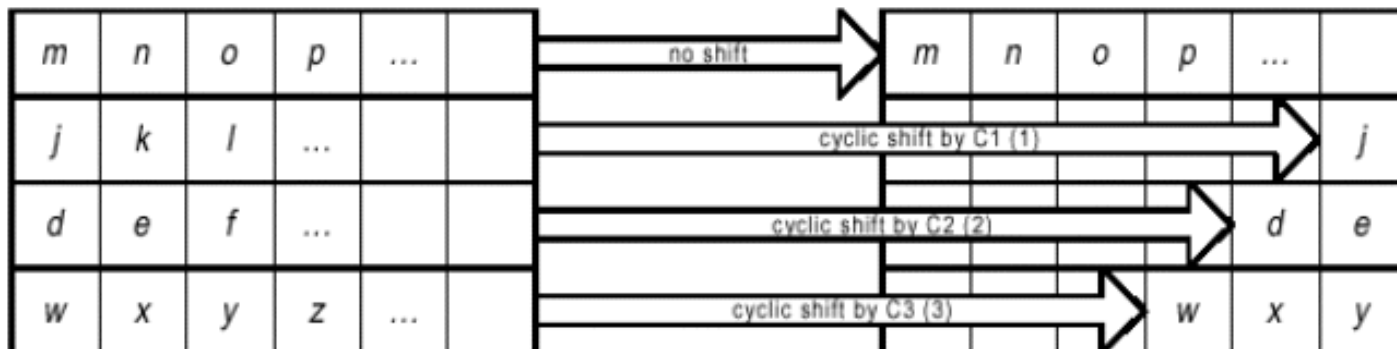 m n o p ... no shift m n o p ...
j k l ... cyclic shift by C1 (1) j
d e f ... cyclic shift by C2 (2) d e
w x y z ... cyclic shift by C3 (3) w x y